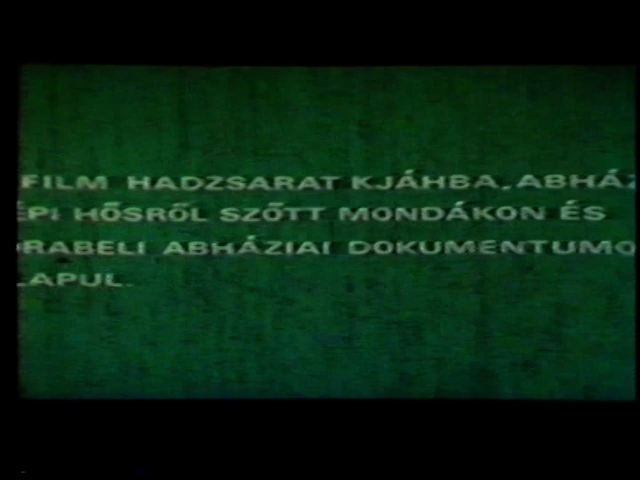 FILM HADZSARAT KJÁHBA, ABHÁZ
ÉPI HŐSRŐL SZŐTT MONDÁKON ÉS
ORABELI ABHÁZIAI DOKUMENTUMO
LAPUL.